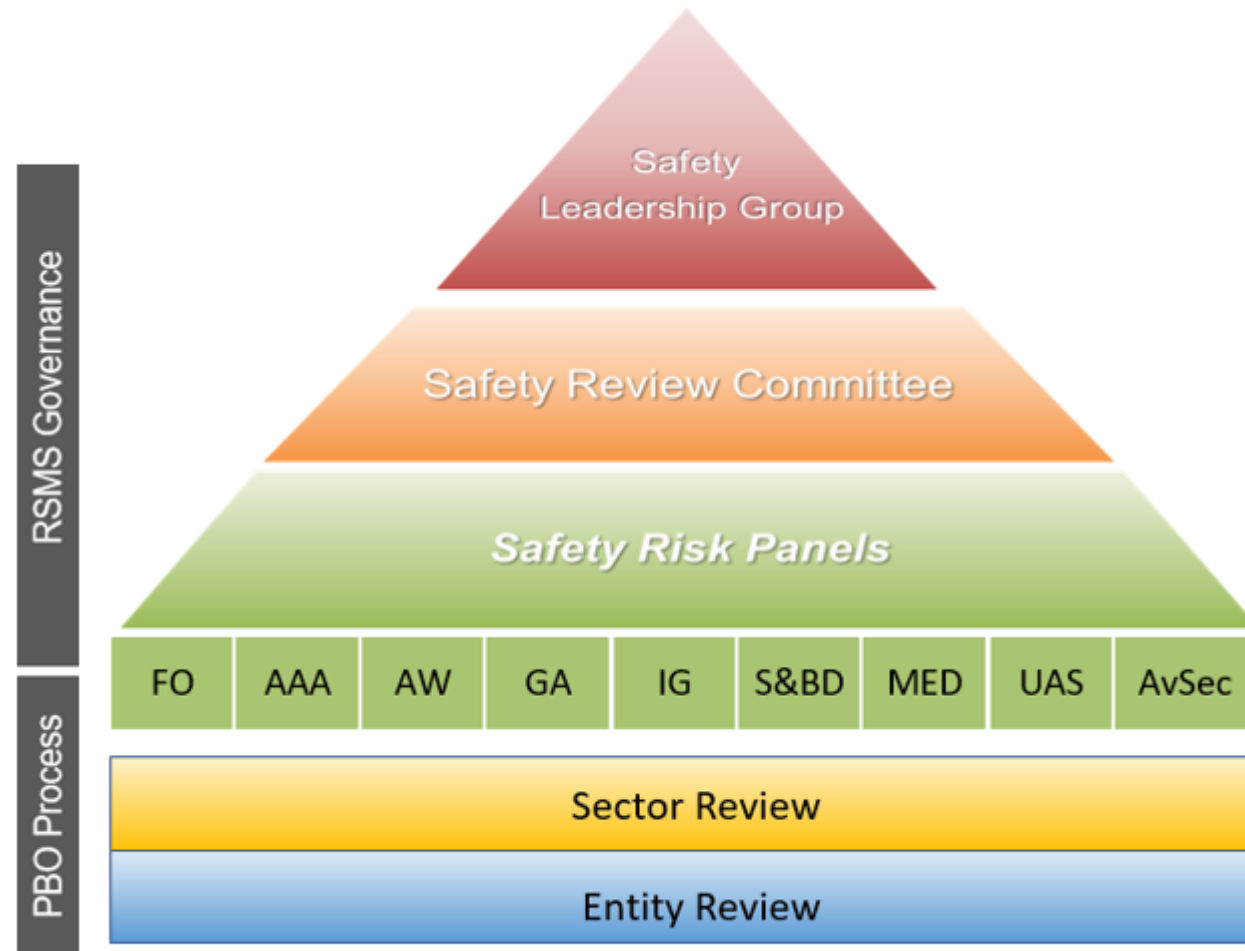 RSMS Governance
Safety
Leadership Group
Safety Review Committee
Safety Risk Panels
FO AAA AW GA IG S&BD MED UAS AvSec
PBO Process
Sector Review
Entity Review